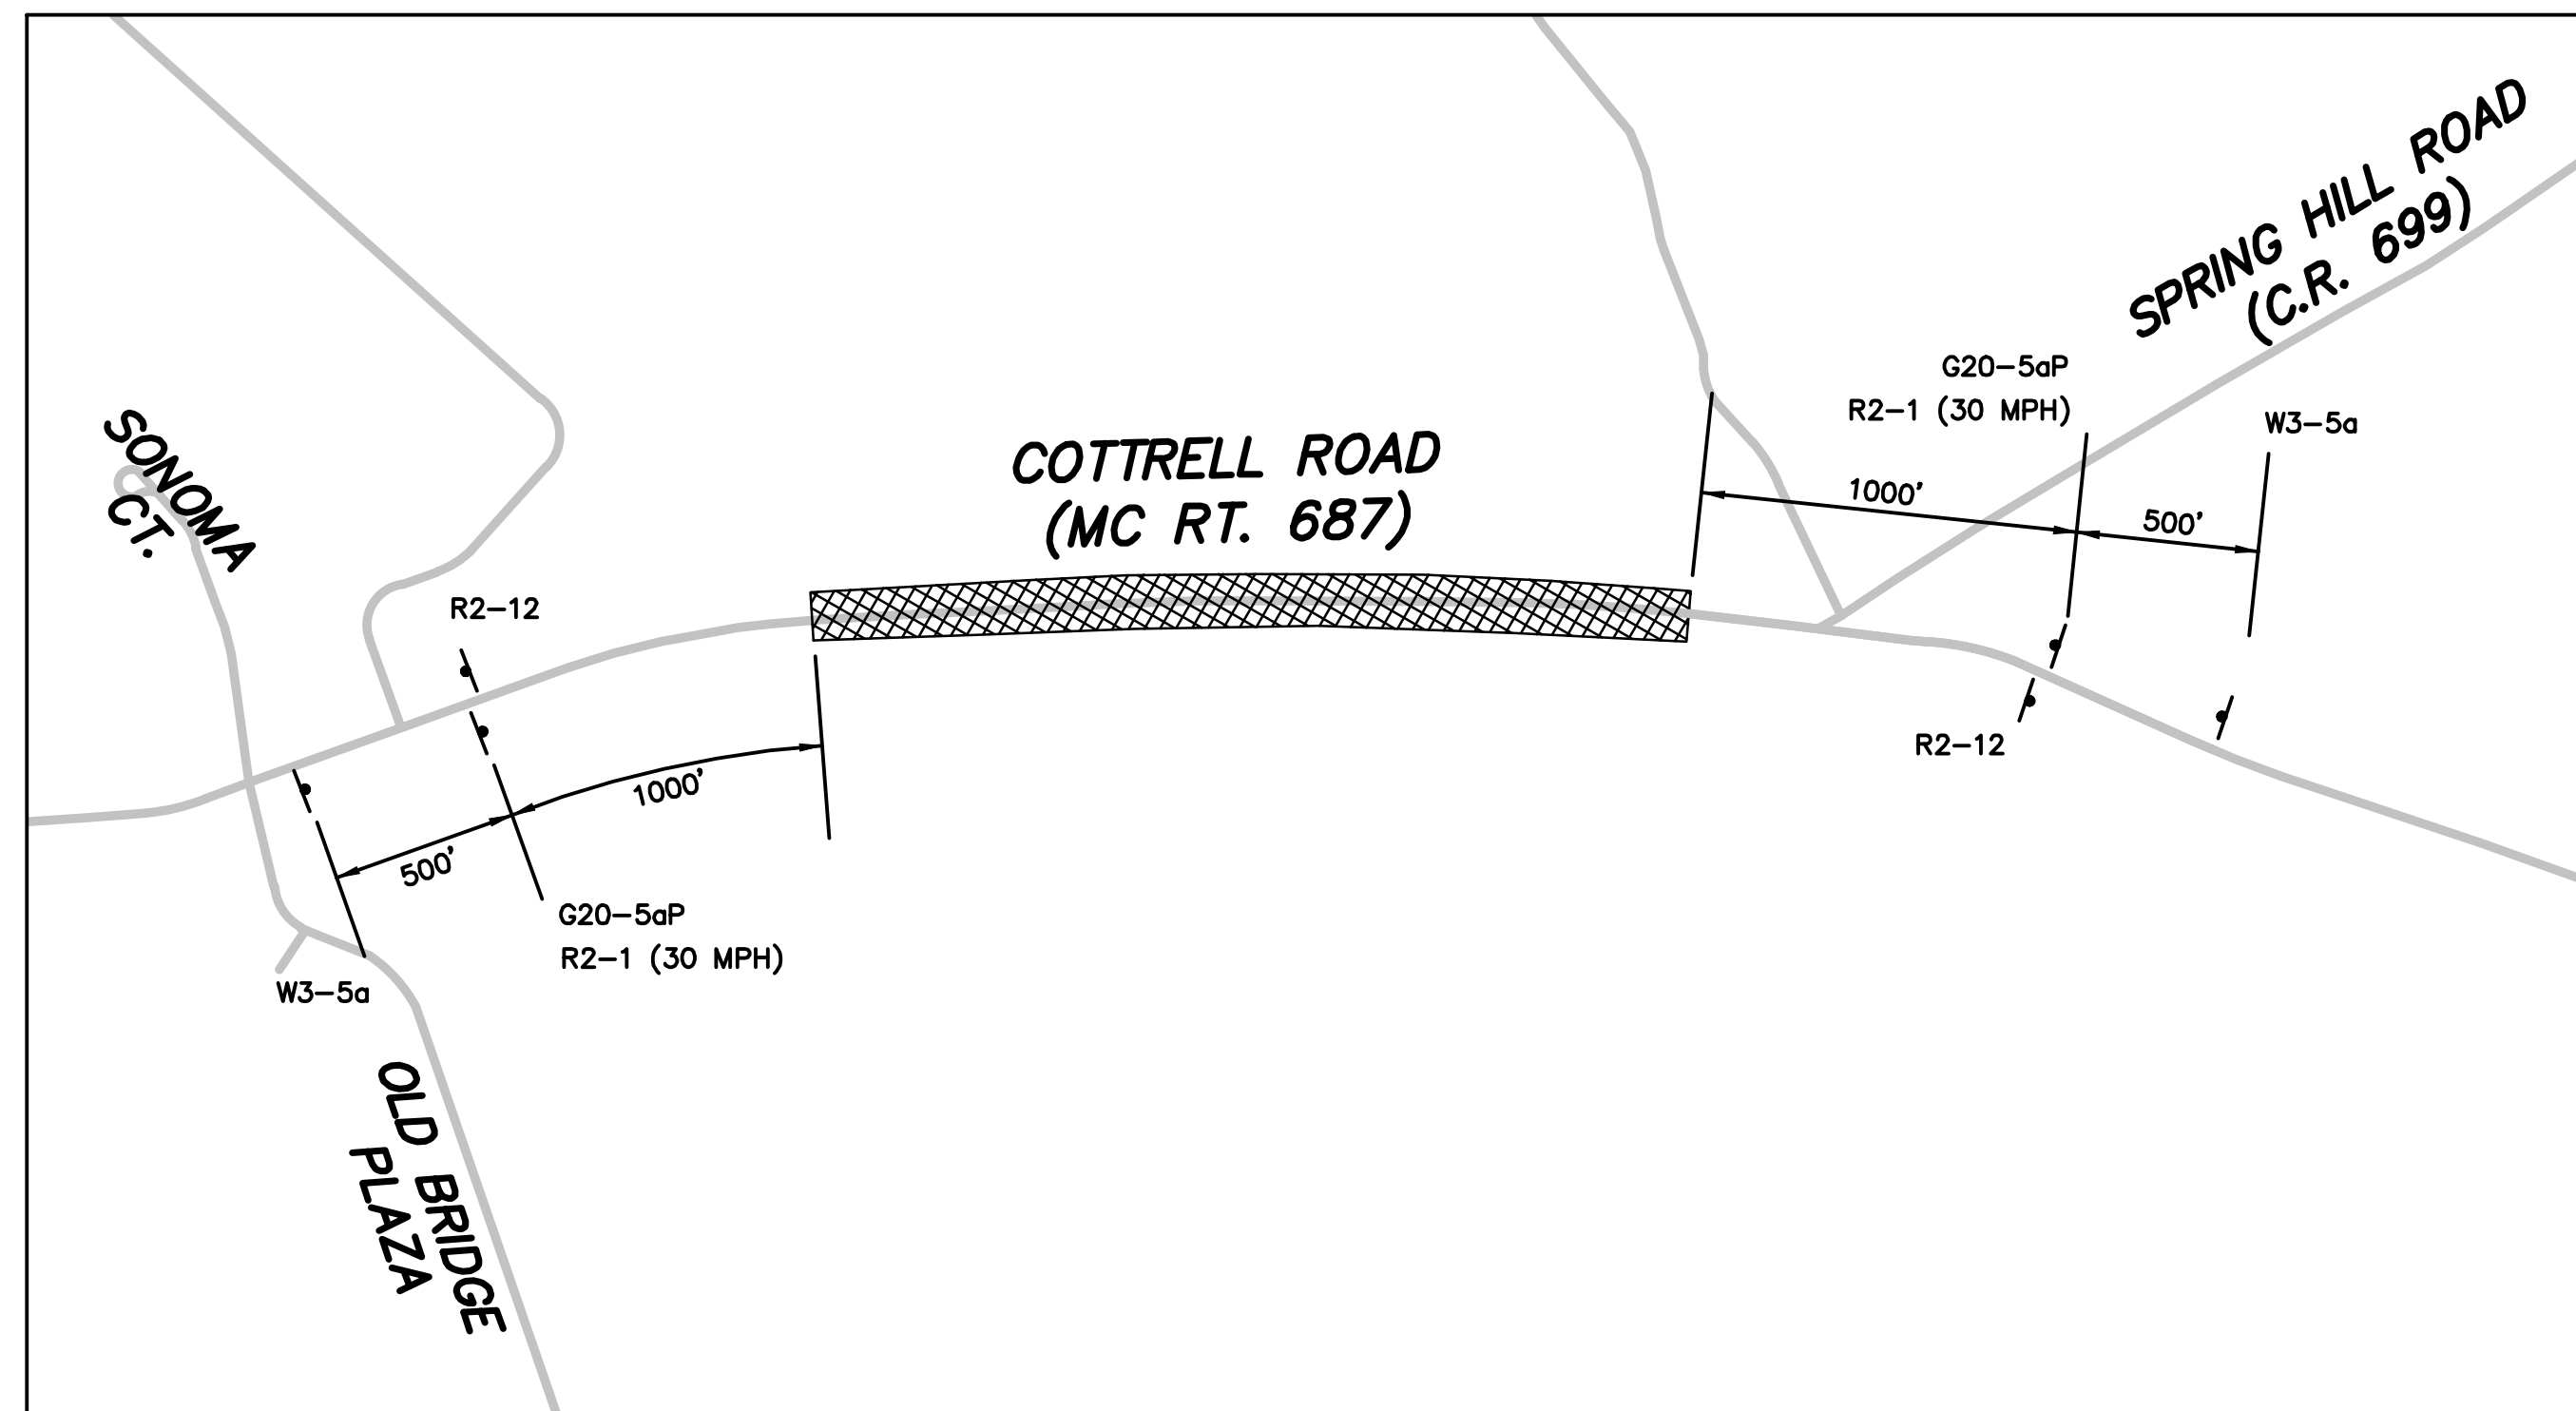 SPRING HILL ROAD
(C.R. 699)
G20-5aP
R2-1 (30 MPH)
W3-5a
SONOMA
CT.
COTTRELL ROAD
(MC RT. 687)
1000'
500'
R2-12
R2-12
1000'
500'
G20-5aP
R2-1 (30 MPH)
W3-5a
OLD BRIDGE
PLAZA